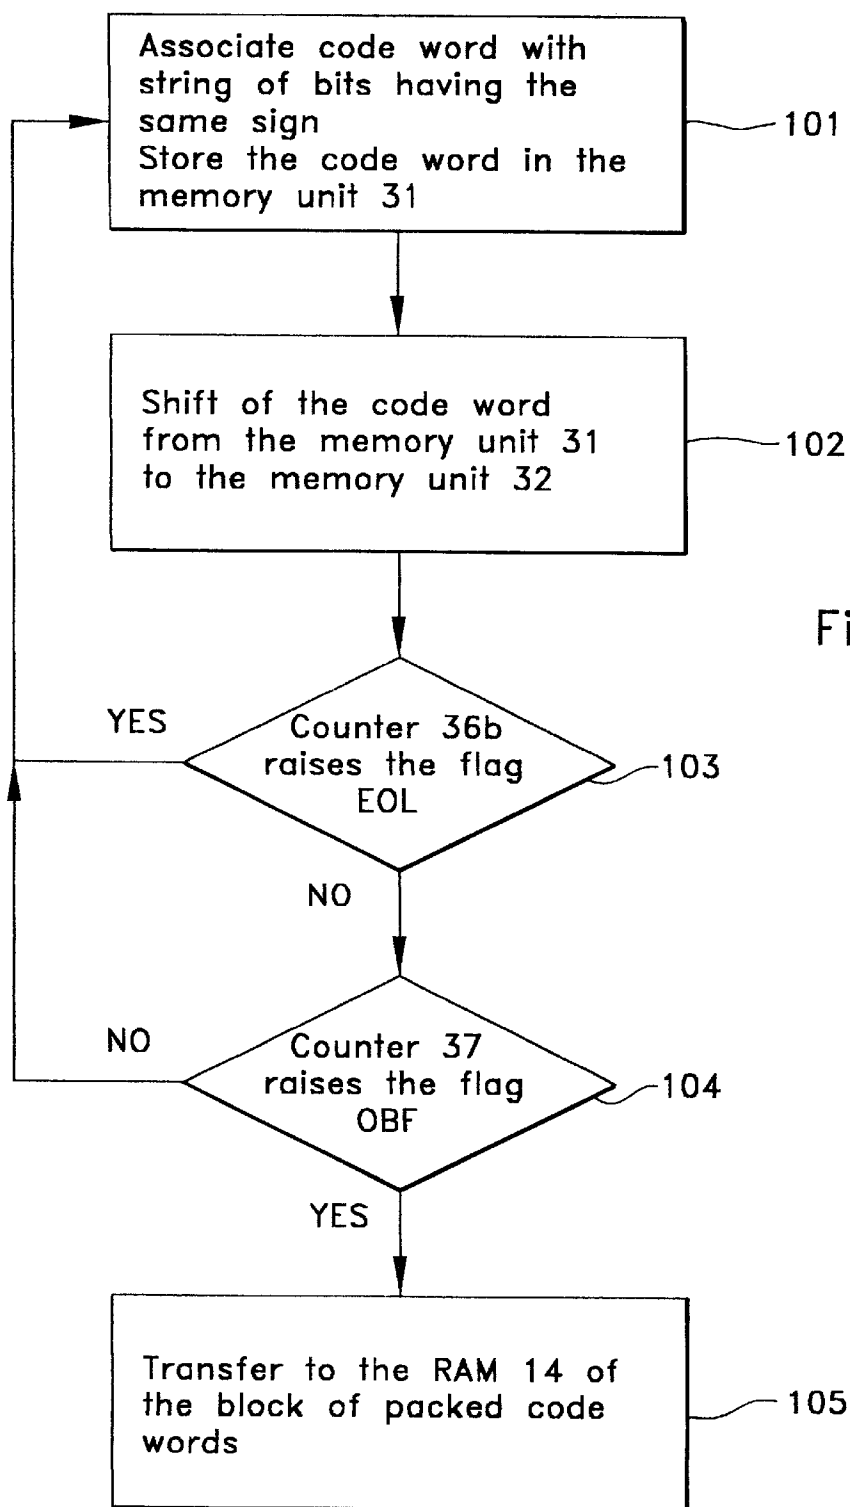 Associate code word with
string of bits having the
same sign
Store the code word in the
memory unit 31
101
Shift of the code word
from the memory unit 31
to the memory unit 32
102
Fi
YES
Counter 36b
raises the flag
EOL
103
NO
NO
Counter 37
raises the flag
OBF
104
YES
Transfer to the RAM 14 of
the block of packed code
words
105